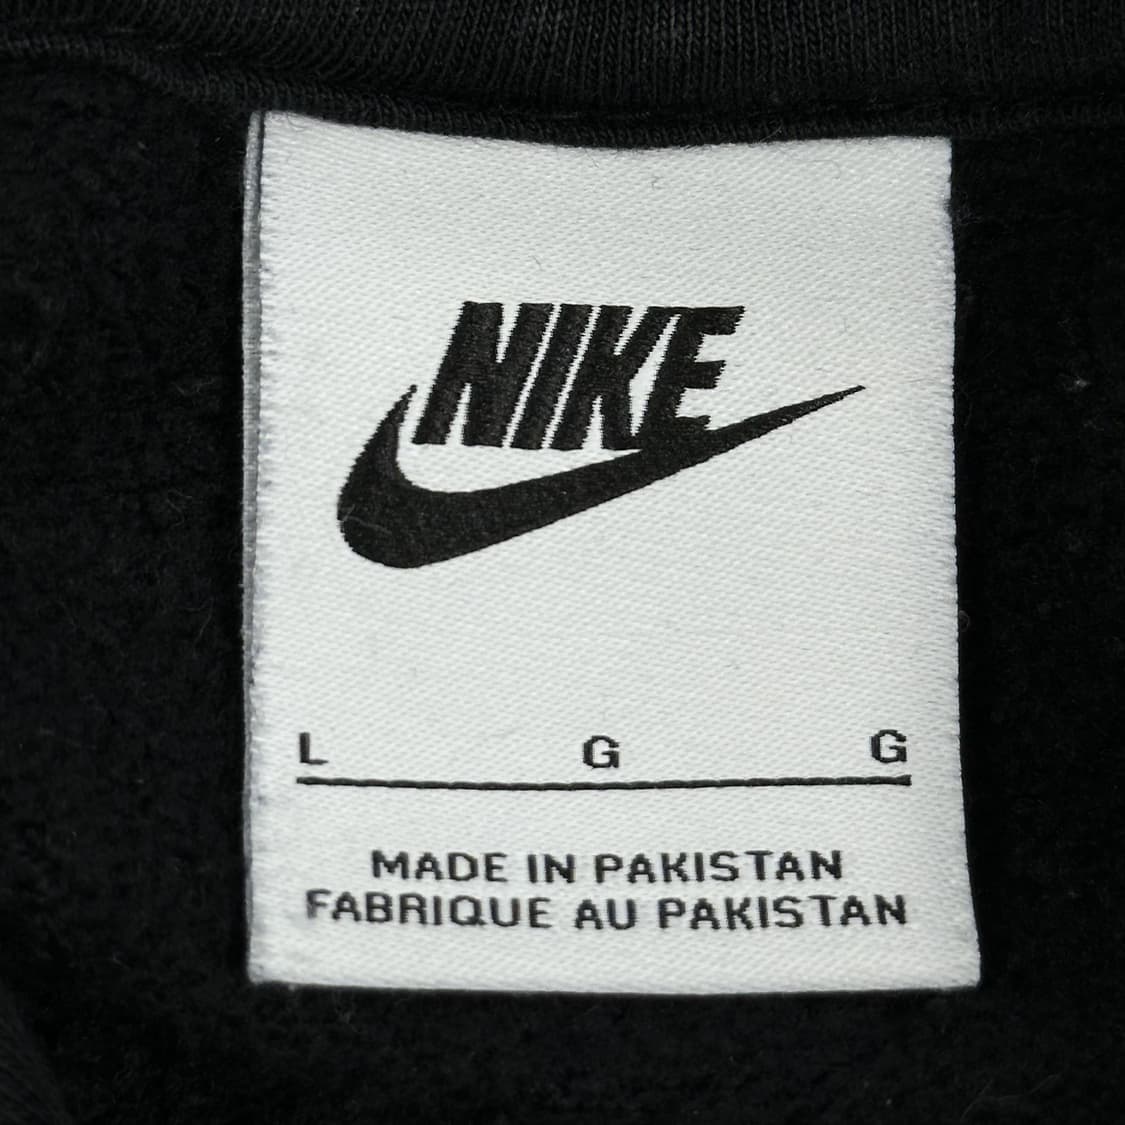 NIKE
L G G
MADE IN PAKISTAN
FABRIQUE AU PAKISTAN